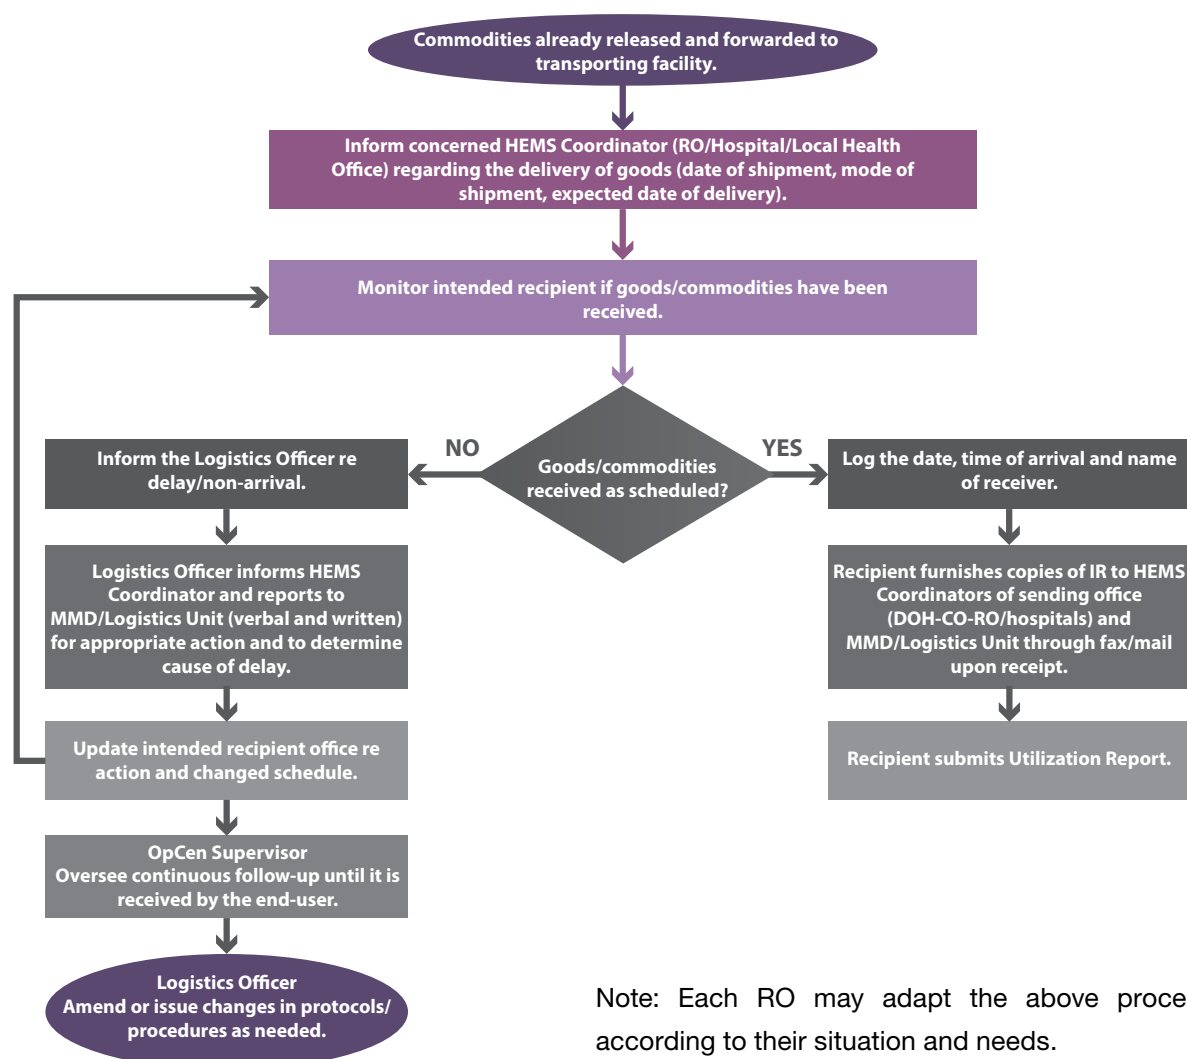 Commodities already released and forwarded to
transporting facility.
Inform concerned HEMS Coordinator (RO/Hospital/Local Health
Office) regarding the delivery of goods (date of shipment, mode of
shipment, expected date of delivery).
Monitor intended recipient if goods/commodities have been
received.
NO
YES
Goods/commodities
received as scheduled?
Inform the Logistics Officer re
delay/non-arrival.
Logistics Officer informs HEMS
Coordinator and reports to
MMD/Logistics Unit (verbal and written)
for appropriate action and to determine
cause of delay.
Update intended recipient office re
action and changed schedule.
OpCen Supervisor
Oversee continuous follow-up until it is
received by the end-user.
Logistics Officer
Amend or issue changes in protocols/
procedures as needed.
Log the date, time of arrival and name
of receiver.
Recipient furnishes copies of IR to HEMS
Coordinators of sending office
(DOH-CO-RO/hospitals) and
MMD/Logistics Unit through fax/mail
upon receipt.
Recipient submits Utilization Report.
Note: Each RO may adapt the above proce
according to their situation and needs.